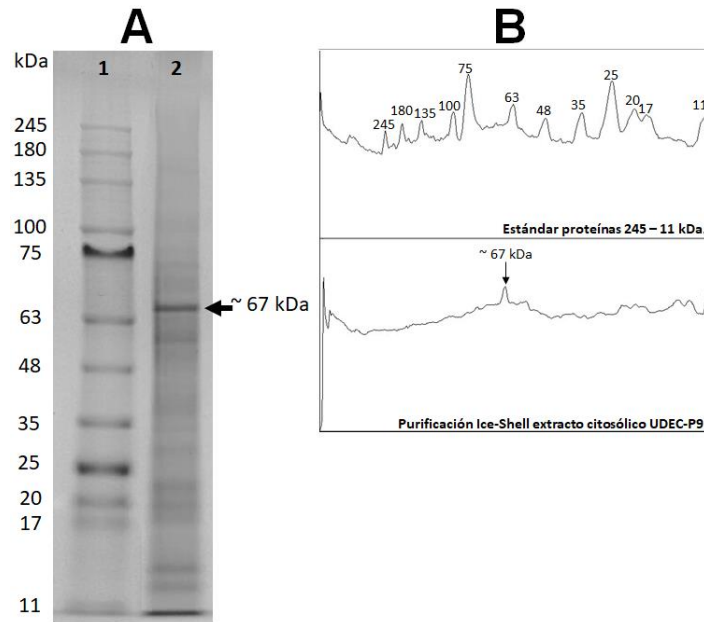 A
kDa
1 2
245
180
135
100
75
63
48
35
25
20
17
11
~ 67 kDa
B
245 180 135 100 75 63 48 35 25 20 17 11
Estándar proteínas 245 – 11 kDa.
~ 67 kDa
Purificación Ice-Shell extracto citosólico UDEC-P9